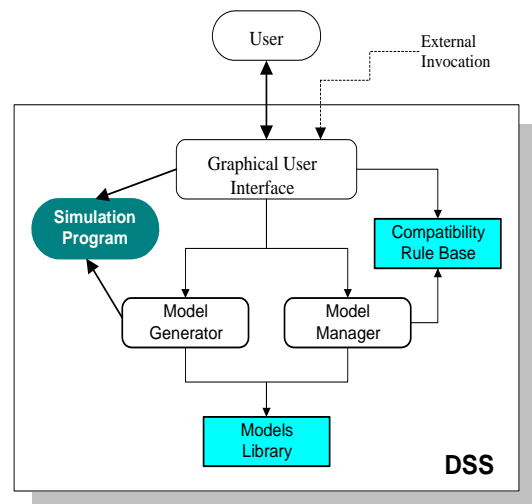 User
External
Invocation
Graphical User
Interface
Simulation
Program
Compatibility
Rule Base
Model
Generator
Model
Manager
Models
Library
DSS